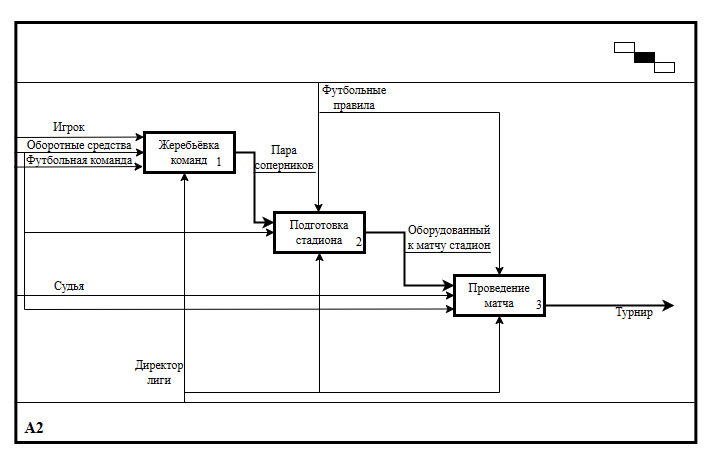 Футбольные
правила
Игрок
Оборотные средства
Футбольная команда
Жеребьёвка
команд 1
Пара
соперников
Подготовка
стадиона 2
Оборудованный
к матчу стадион
Судья
Проведение
матча 3
Турнир
Директор
лиги
A2